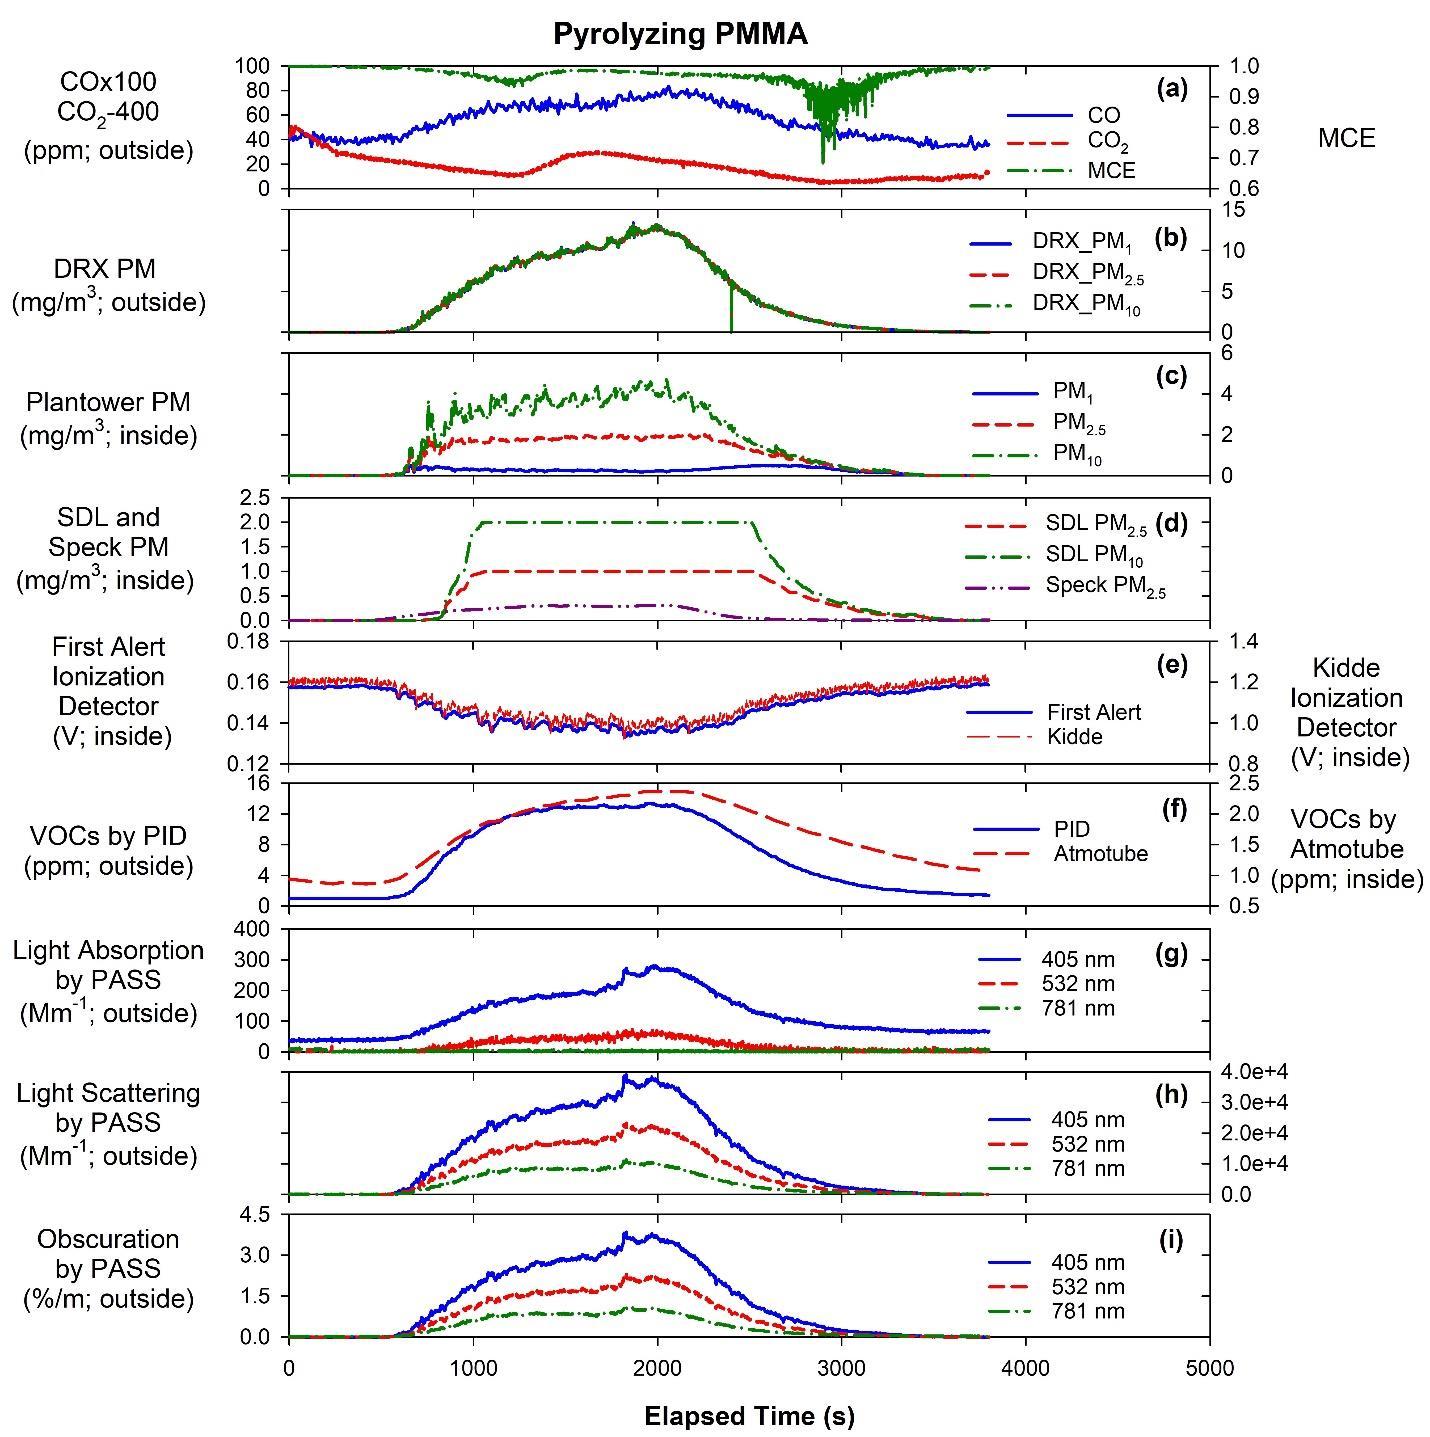 Pyrolyzing PMMA
COx100
CO2-400
(ppm; outside)
100
80
60
40
20
0
(a)
CO
CO2
MCE
1.0
0.9
0.8
0.7
0.6
MCE
DRX PM
(mg/m3; outside)
(b)
DRX_PM1
DRX_PM2.5
DRX_PM10
15
10
5
0
Plantower PM
(mg/m3; inside)
(c)
PM1
PM2.5
PM10
6
4
2
0
SDL and
Speck PM
(mg/m3; inside)
2.5
2.0
1.5
1.0
0.5
0.0
(d)
SDL PM2.5
SDL PM10
Speck PM2.5
First Alert
Ionization
Detector
(V; inside)
0.18
0.16
0.14
0.12
(e)
First Alert
Kidde
1.4
1.2
1.0
0.8
Kidde
Ionization
Detector
(V; inside)
VOCs by PID
(ppm; outside)
16
12
8
4
0
(f)
PID
Atmotube
2.5
2.0
1.5
1.0
0.5
VOCs by
Atmotube
(ppm; inside)
Light Absorption
by PASS
(Mm-1; outside)
400
300
200
100
0
(g)
405 nm
532 nm
781 nm
Light Scattering
by PASS
(Mm-1; outside)
(h)
405 nm
532 nm
781 nm
4.0e+4
3.0e+4
2.0e+4
1.0e+4
0.0
Obscuration
by PASS
(%/m; outside)
4.5
3.0
1.5
0.0
(i)
405 nm
532 nm
781 nm
0 1000 2000 3000 4000 5000
Elapsed Time (s)